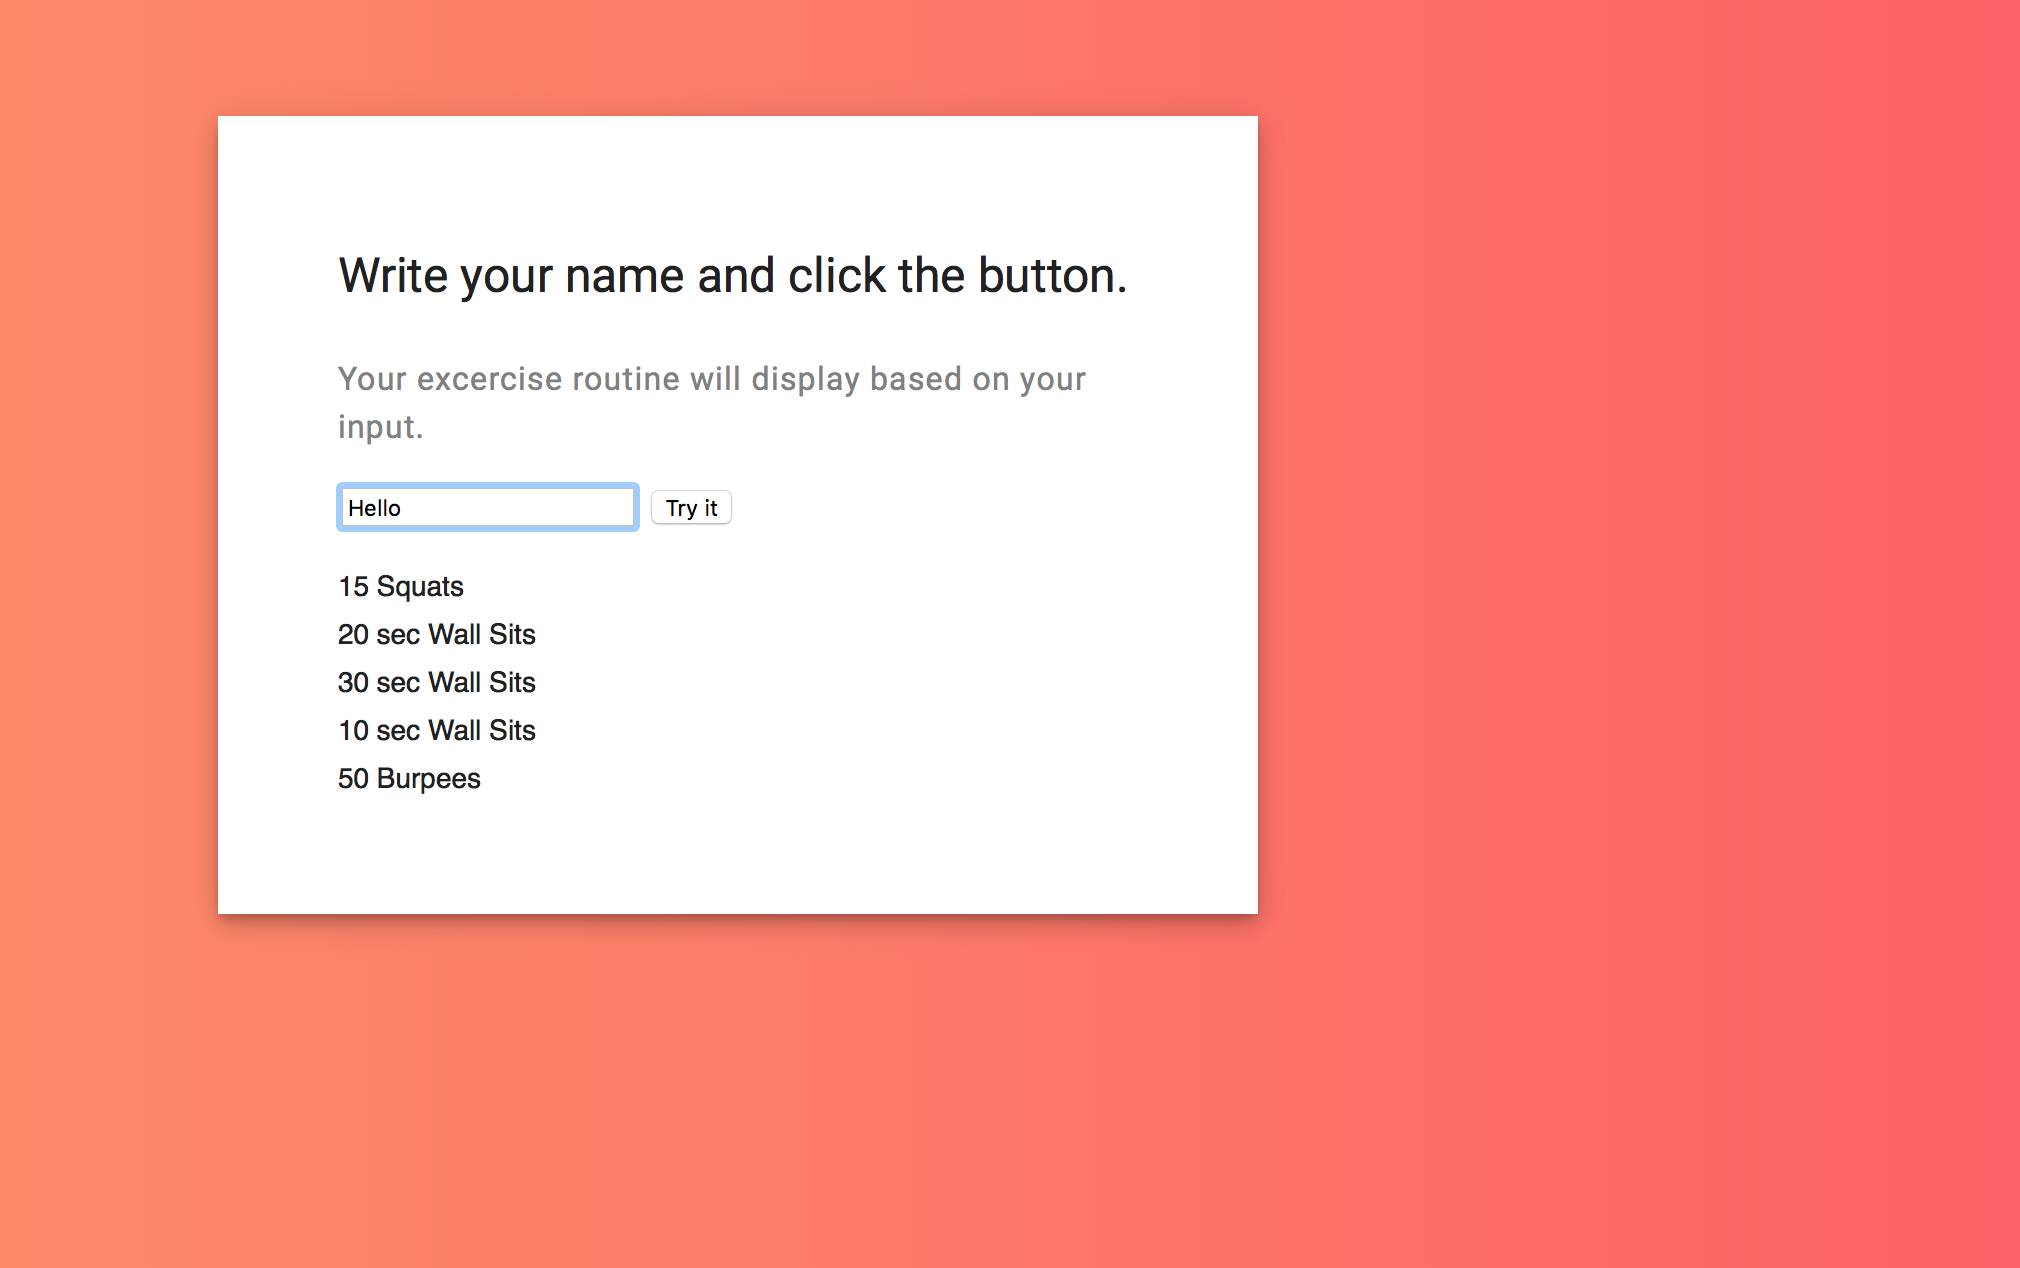 Write your name and click the button.
Your excercise routine will display based on your
input.
Hello Try it
15 Squats
20 sec Wall Sits
30 sec Wall Sits
10 sec Wall Sits
50 Burpees